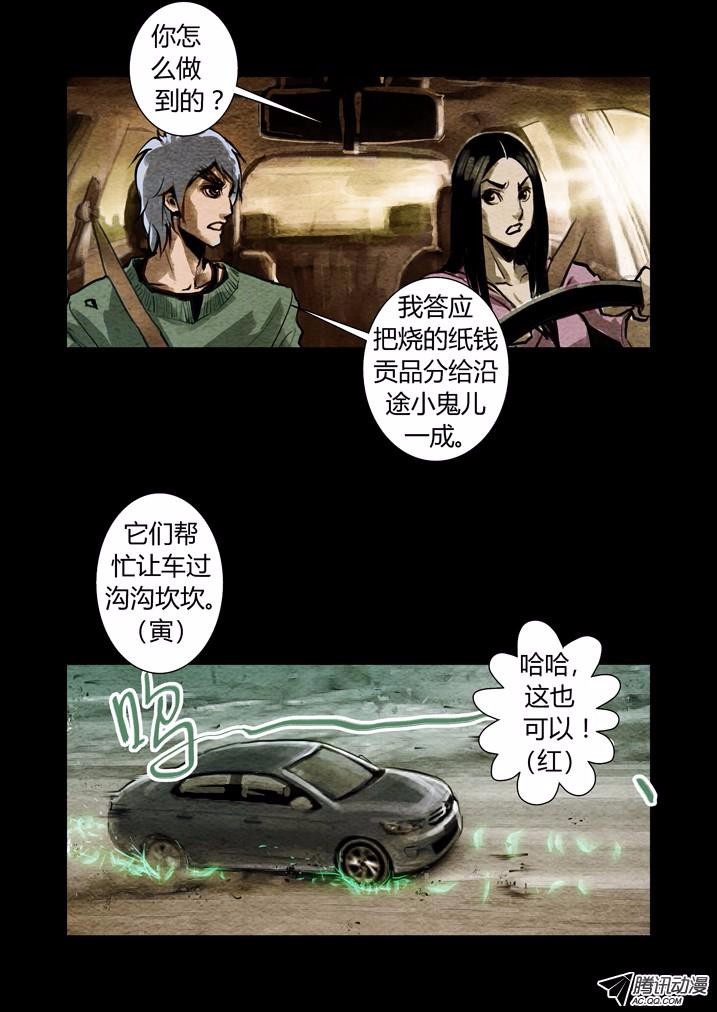 你怎
么做
到的？
我答应
把烧的纸钱
贡品分给沿
途小鬼儿
一成。
它们帮
忙让车过
沟沟坎坎。
（寅）
哈哈，
这也
可以！
（红）
呜
腾讯动漫
AC.QQ.COM